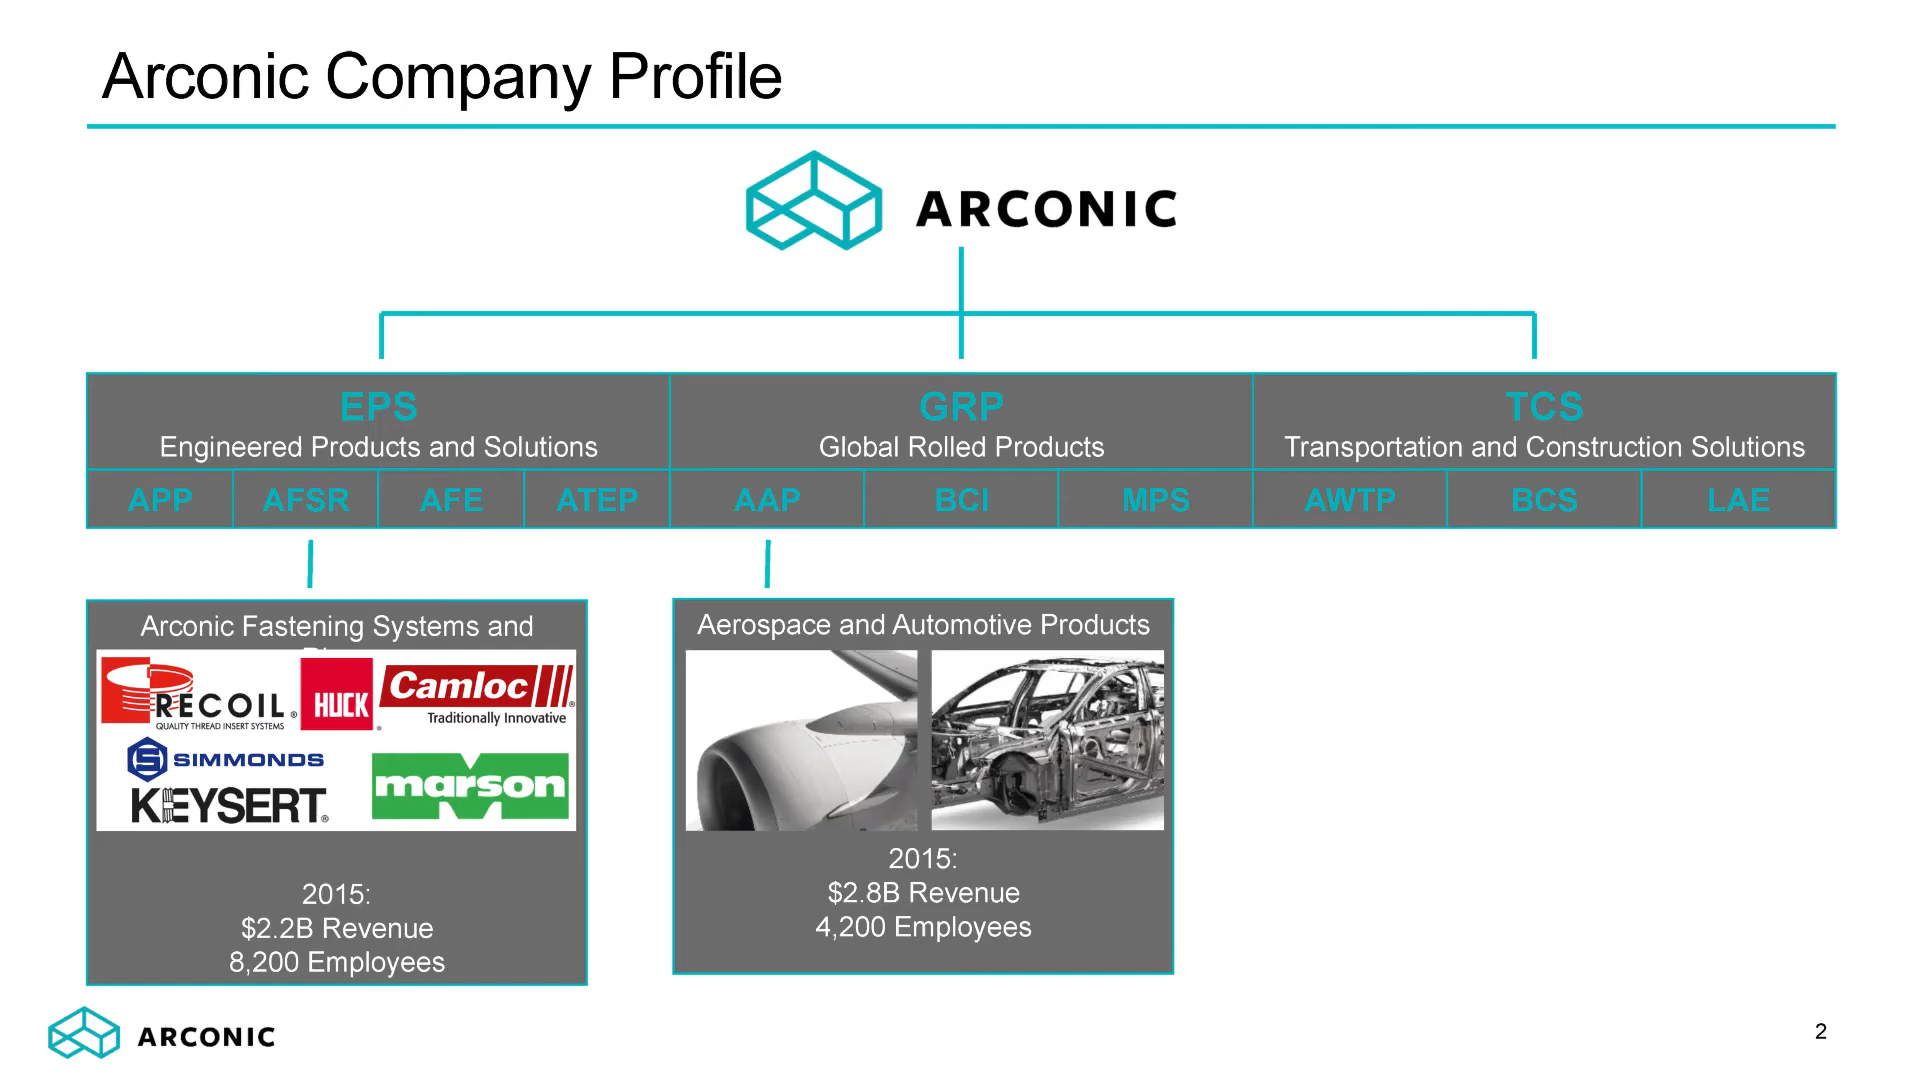 Arconic Company Profile
ARCONIC
EPS
Engineered Products and Solutions
GRP
Global Rolled Products
TCS
Transportation and Construction Solutions
APP AFSR AFE ATEP AAP BCI MPS AWTP BCS LAE
Arconic Fastening Systems and
RECOIL®
QUALITY THREAD INSERT SYSTEMS
HUCK®
Camloc®
Traditionally Innovative
S SIMMONDS
KEYSERT®
marson
2015:
$2.2B Revenue
8,200 Employees
Aerospace and Automotive Products
2015:
$2.8B Revenue
4,200 Employees
ARCONIC
2